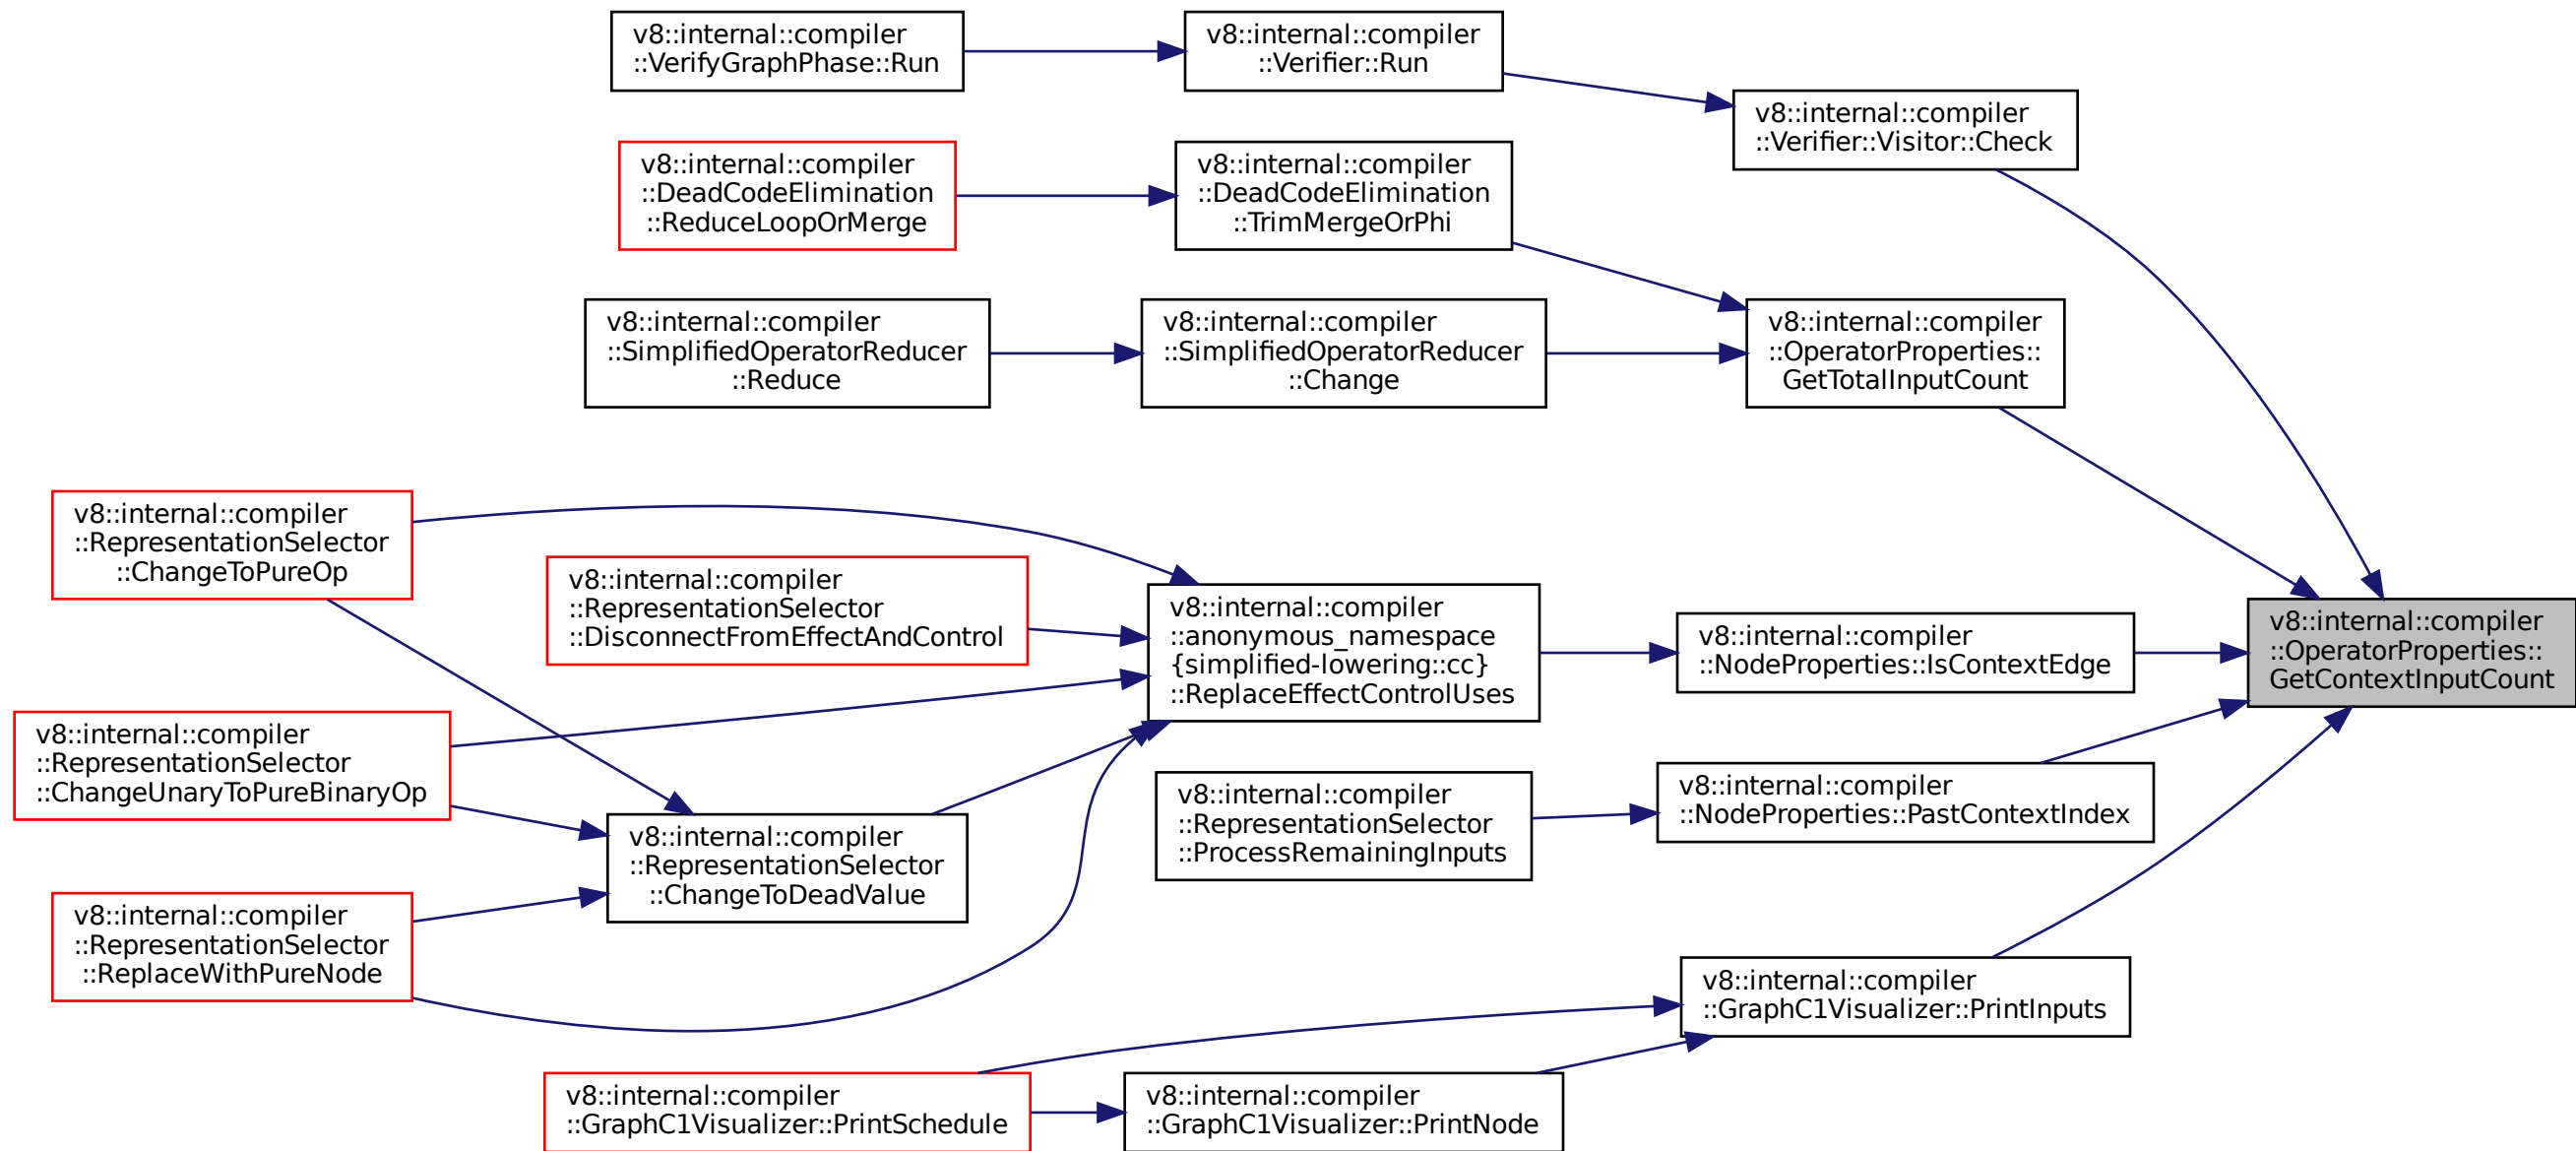 v8::internal::compiler
::VerifyGraphPhase::Run
v8::internal::compiler
::Verifier::Run
v8::internal::compiler
::Verifier::Visitor::Check
v8::internal::compiler
::DeadCodeElimination
::ReduceLoopOrMerge
v8::internal::compiler
::DeadCodeElimination
::TrimMergeOrPhi
v8::internal::compiler
::SimplifiedOperatorReducer
::Reduce
v8::internal::compiler
::SimplifiedOperatorReducer
::Change
v8::internal::compiler
::OperatorProperties::
GetTotalInputCount
v8::internal::compiler
::RepresentationSelector
::ChangeToPureOp
v8::internal::compiler
::RepresentationSelector
::DisconnectFromEffectAndControl
v8::internal::compiler
::anonymous_namespace
{simplified-lowering::cc}
::ReplaceEffectControlUses
v8::internal::compiler
::NodeProperties::IsContextEdge
v8::internal::compiler
::OperatorProperties::
GetContextInputCount
v8::internal::compiler
::RepresentationSelector
::ChangeUnaryToPureBinaryOp
v8::internal::compiler
::RepresentationSelector
::ChangeToDeadValue
v8::internal::compiler
::RepresentationSelector
::ProcessRemainingInputs
v8::internal::compiler
::NodeProperties::PastContextIndex
v8::internal::compiler
::RepresentationSelector
::ReplaceWithPureNode
v8::internal::compiler
::GraphC1Visualizer::PrintInputs
v8::internal::compiler
::GraphC1Visualizer::PrintSchedule
v8::internal::compiler
::GraphC1Visualizer::PrintNode